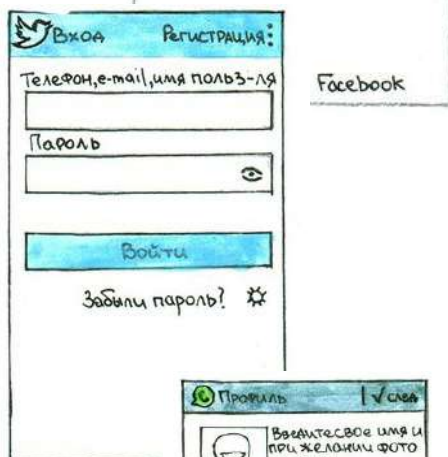 Вход Регистрация
Телефон, e-mail, имя польз-ля
Пароль
Войти
Забыли пароль?
Facebook
Профиль √ след
Введите свое имя и
при желании фото